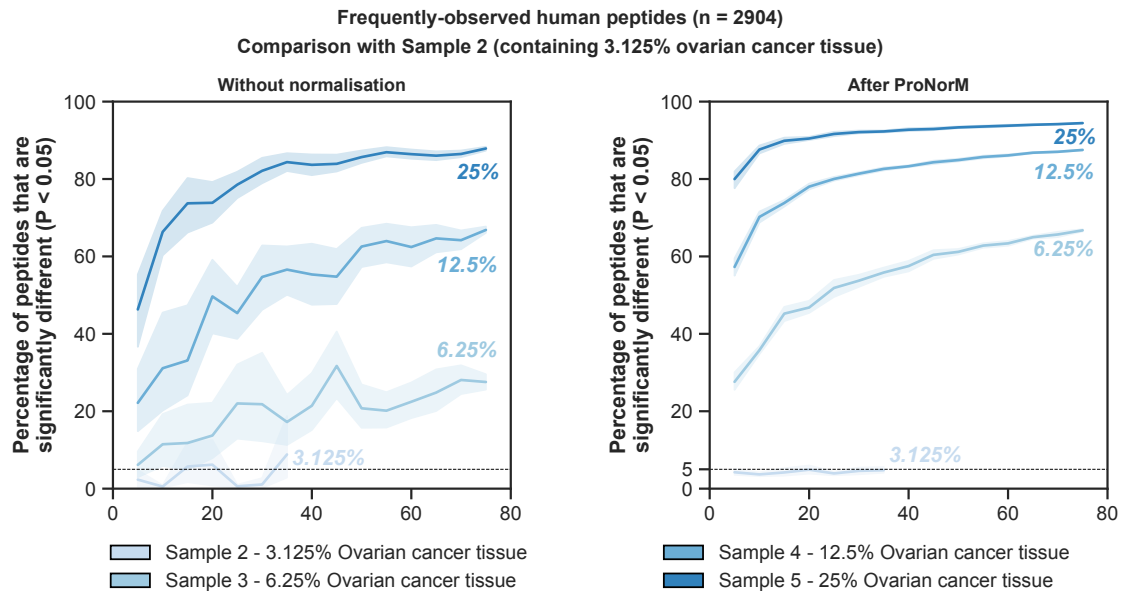 Frequently-observed human peptides (n = 2904)
Comparison with Sample 2 (containing 3.125% ovarian cancer tissue)
Without normalisation
Percentage of peptides that are
significantly different (P < 0.05)
100
80
60
40
20
0
0
20
40
60
80
25%
12.5%
6.25%
3.125%
After ProNorM
Percentage of peptides that are
significantly different (P < 0.05)
100
80
60
40
20
5
0
0
20
40
60
80
25%
12.5%
6.25%
3.125%
Sample 2 - 3.125% Ovarian cancer tissue
Sample 3 - 6.25% Ovarian cancer tissue
Sample 4 - 12.5% Ovarian cancer tissue
Sample 5 - 25% Ovarian cancer tissue